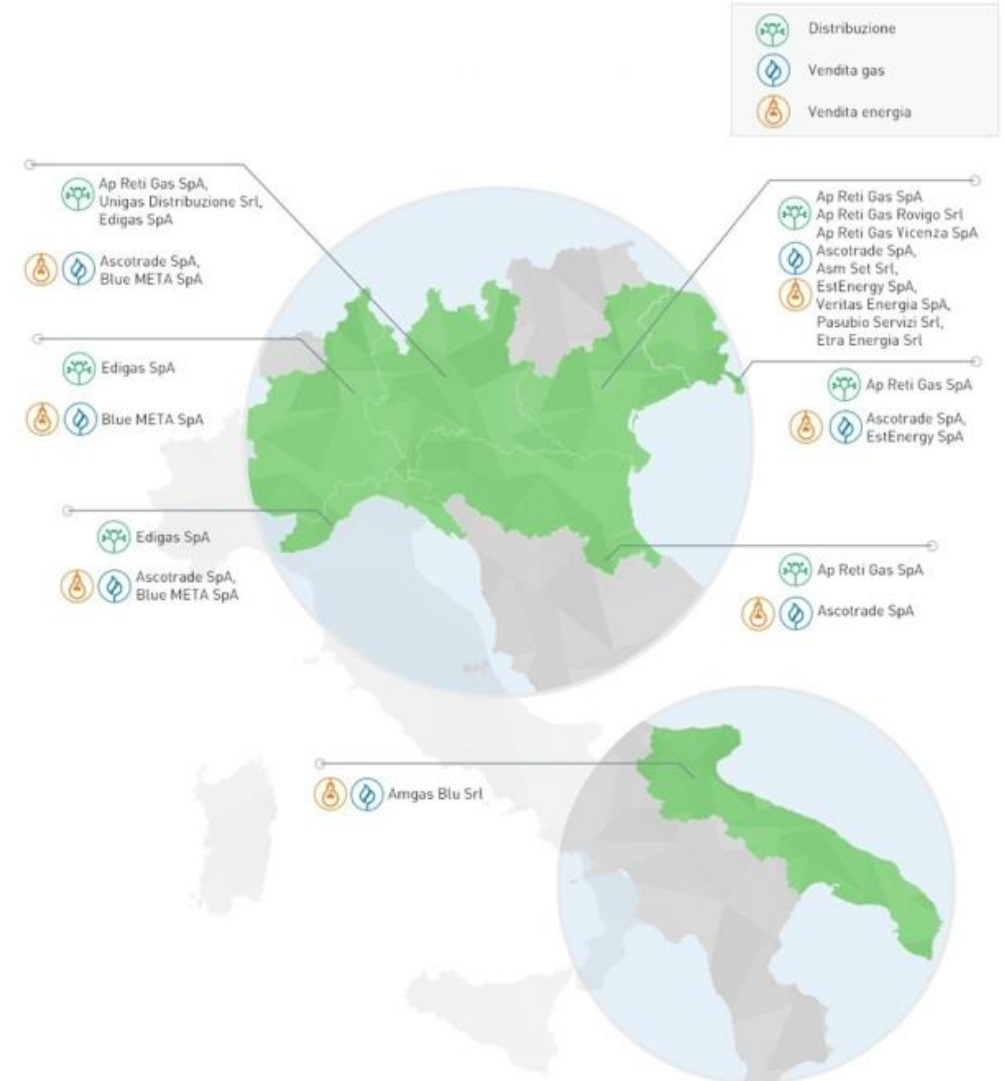 Distribuzione
Vendita gas
Vendita energia
Ap Reti Gas SpA,
Unigas Distribuzione Srl,
Edigas SpA
Ascotrade SpA,
Blue META SpA
Edigas SpA
Blue META SpA
Edigas SpA
Ascotrade SpA,
Blue META SpA
Ap Reti Gas SpA
Ap Reti Gas Rovigo Srl
Ap Reti Gas Vicenza SpA
Ascotrade SpA,
Asm Set Srl,
EstEnergy SpA,
Veritas Energia SpA,
Pasubio Servizi Srl,
Etra Energia Srl
Ap Reti Gas SpA
Ascotrade SpA,
EstEnergy SpA
Ap Reti Gas SpA
Ascotrade SpA
Amgas Blu Srl